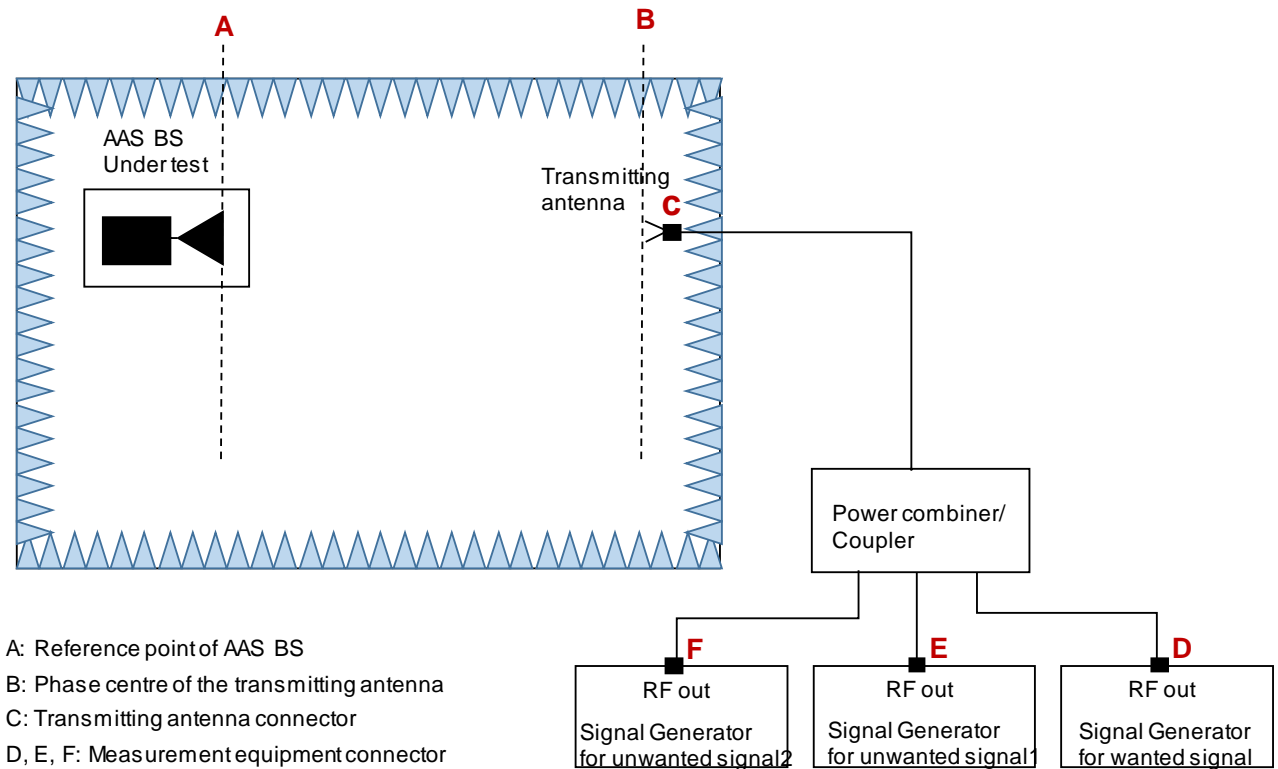 A
B
AAS BS
Under test
Transmitting
antenna
C
Power combiner/
Coupler
A: Reference point of AAS BS
B: Phase centre of the transmitting antenna
C: Transmitting antenna connector
D, E, F: Measurement equipment connector
F
RF out
Signal Generator
for unwanted signal2
E
RF out
Signal Generator
for unwanted signal1
D
RF out
Signal Generator
for wanted signal